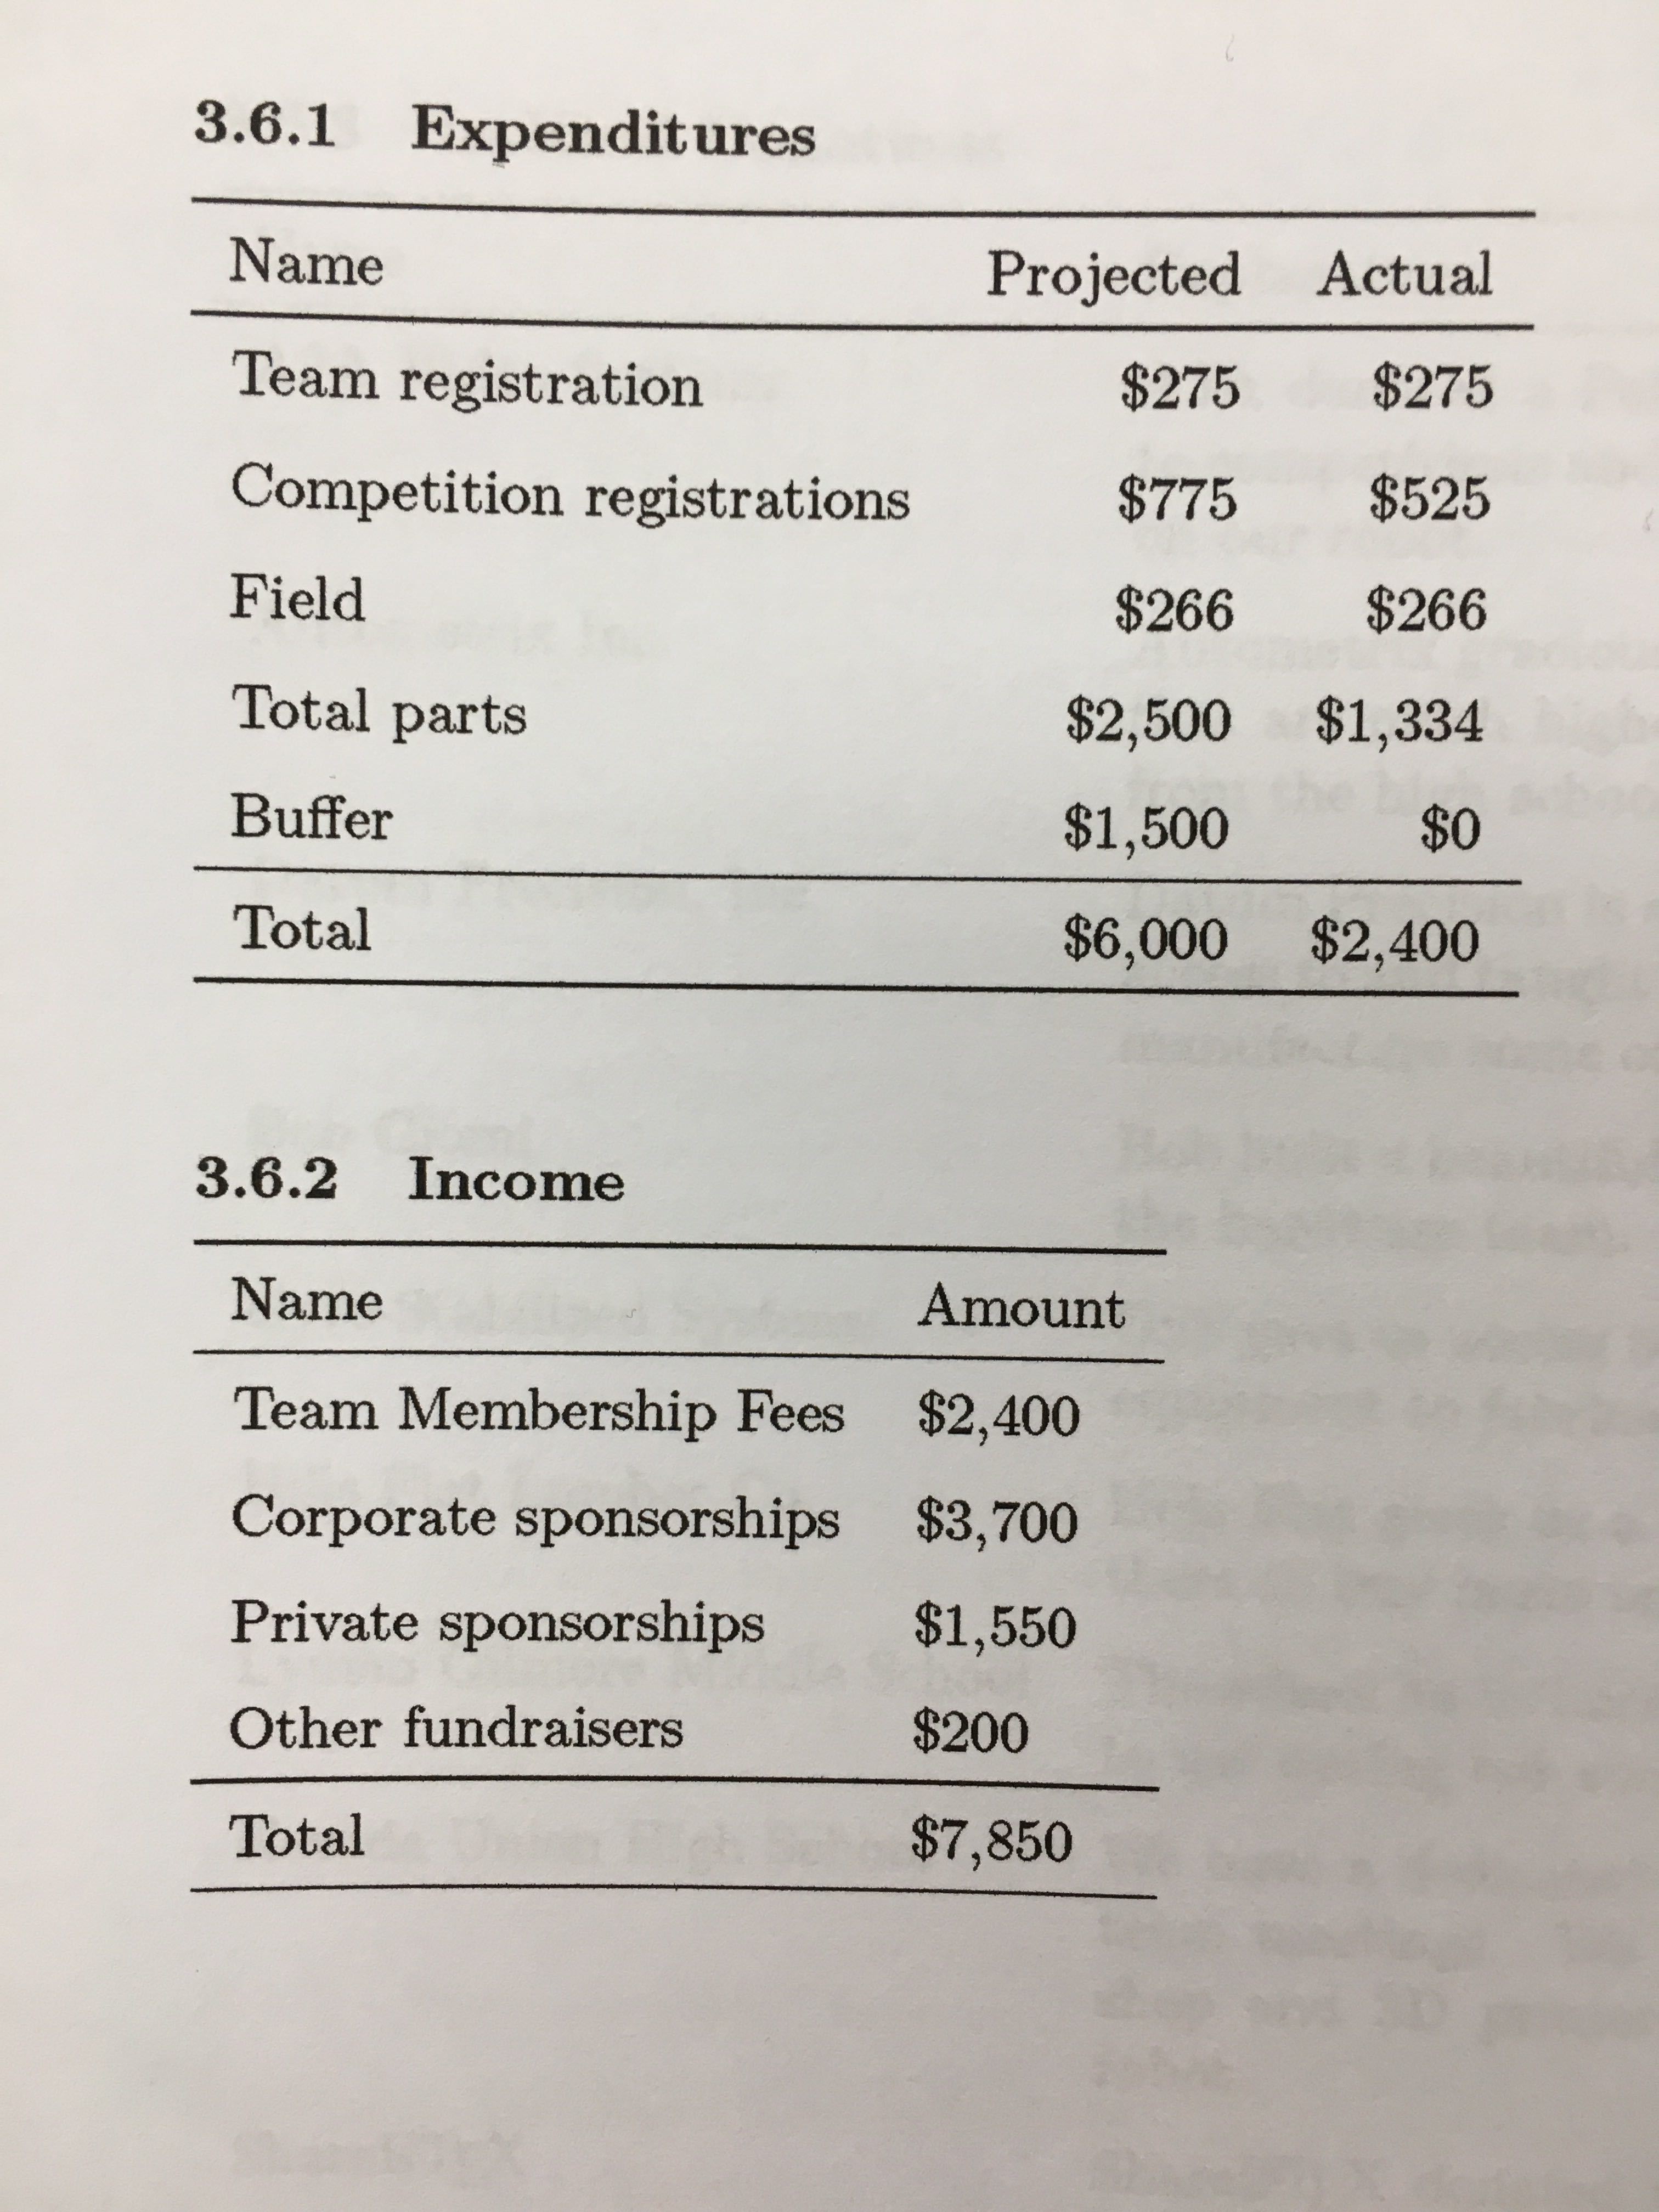 3.6.1 Expenditures
Name Projected Actual
Team registration $275 $275
Competition registrations $775 $525
Field $266 $266
Total parts $2,500 $1,334
Buffer $1,500 $0
Total $6,000 $2,400
3.6.2 Income
Name Amount
Team Membership Fees $2,400
Corporate sponsorships $3,700
Private sponsorships $1,550
Other fundraisers $200
Total $7,850